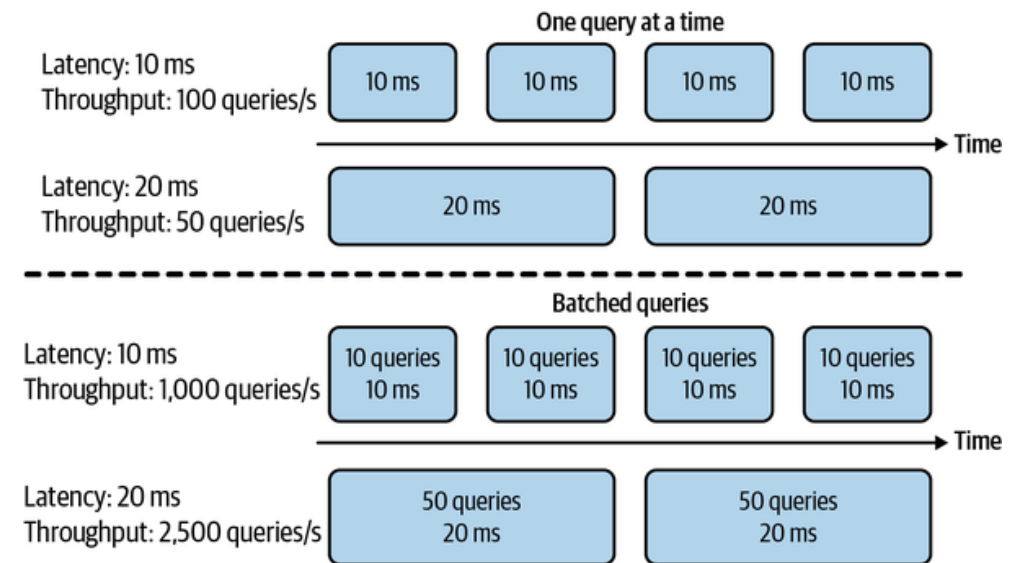 One query at a time
Latency: 10 ms
Throughput: 100 queries/s
10 ms
10 ms
10 ms
10 ms
Time
Latency: 20 ms
Throughput: 50 queries/s
20 ms
20 ms
Batched queries
Latency: 10 ms
Throughput: 1,000 queries/s
10 queries
10 ms
10 queries
10 ms
10 queries
10 ms
10 queries
10 ms
Time
Latency: 20 ms
Throughput: 2,500 queries/s
50 queries
20 ms
50 queries
20 ms